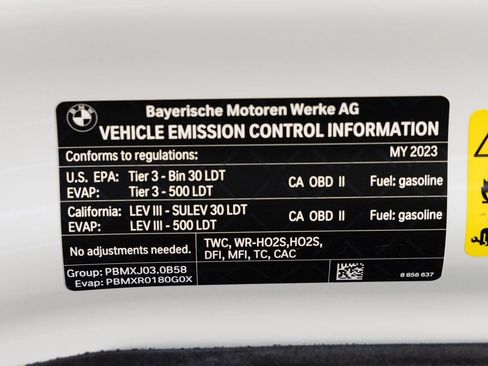 BMW
Bayerische Motoren Werke AG
VEHICLE EMISSION CONTROL INFORMATION
Conforms to regulations: MY 2023
U.S. EPA: Tier 3 - Bin 30 LDT
EVAP: Tier 3 - 500 LDT
CA OBD II Fuel: gasoline
California: LEV III - SULEV 30 LDT
EVAP: LEV III - 500 LDT
CA OBD II Fuel: gasoline
No adjustments needed.
TWC, WR-HO2S,HO2S,
DFI, MFI, TC, CAC
Group: PBMXJ03.0B58
Evap: PBMXR0180G0X
8 856 637